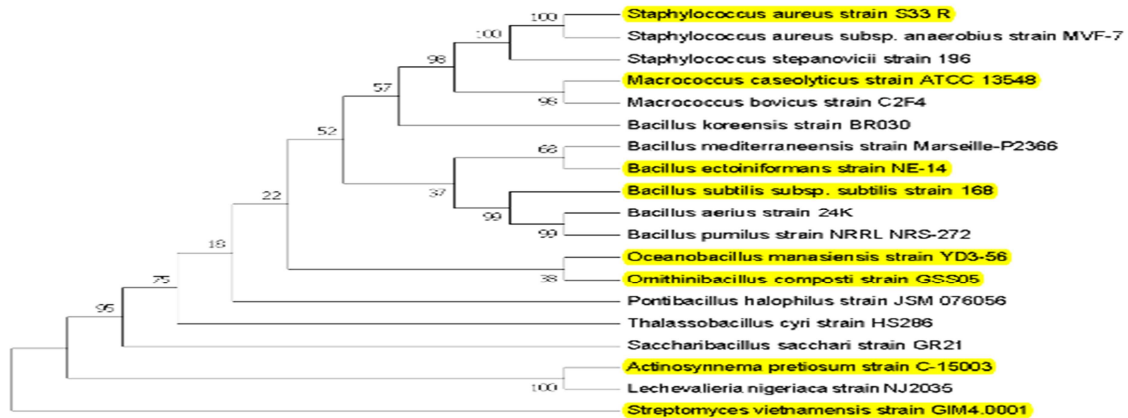 Staphylococcus aureus strain S33 R
Staphylococcus aureus subsp. anaerobius strain MVF-7
Staphylococcus stepanovicii strain 196
Macrococcus caseolyticus strain ATCC 13548
Macrococcus bovicus strain C2F4
Bacillus koreensis strain BR030
Bacillus mediterraneensis strain Marseille-P2366
Bacillus ectoiniformans strain NE-14
Bacillus subtilis subsp. subtilis strain 168
Bacillus aerius strain 24K
Bacillus pumilus strain NRRL NRS-272
Oceanobacillus manasiensis strain YD3-56
Ornithinibacillus composti strain GSS05
Pontibacillus halophilus strain JSM 076056
Thalassobacillus cyri strain HS286
Saccharibacillus sacchari strain GR21
Actinosynnema pretiosum strain C-15003
Lechevalieria nigeriaca strain NJ2035
Streptomyces vietnamensis strain GIM4.0001
100
100
98
98
57
52
68
37
99
99
22
38
18
75
95
100